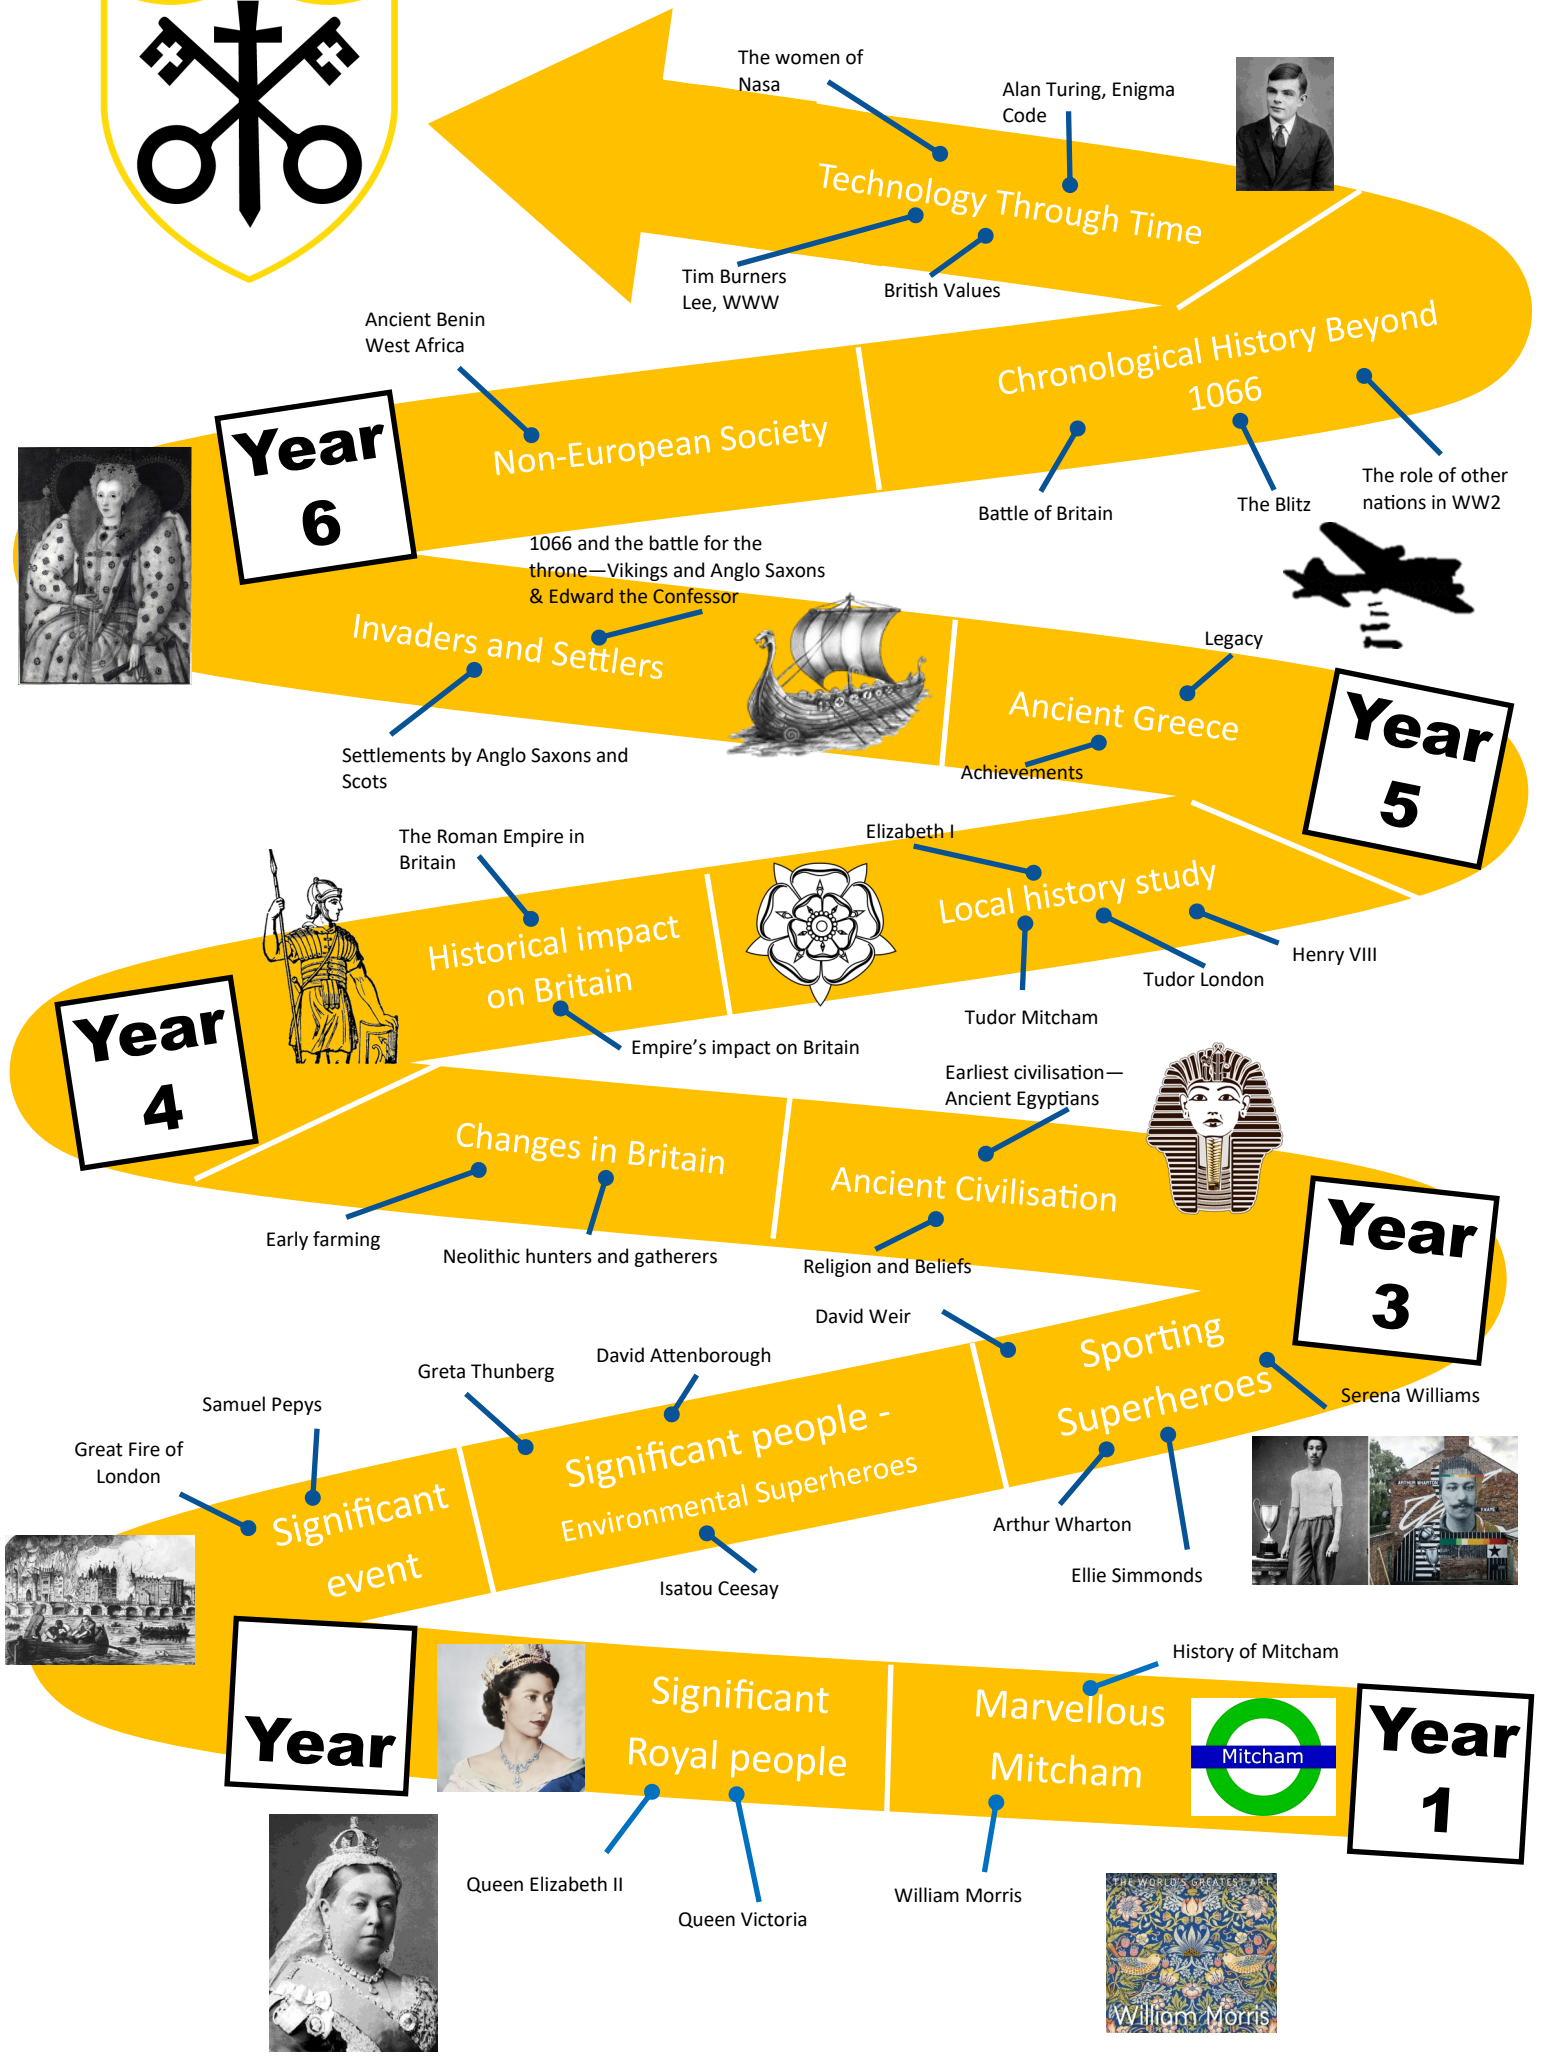 The women of
Nasa
Alan Turing, Enigma
Code
Technology Through Time
Tim Burners
Lee, WWW
British Values
Ancient Benin
West Africa
Chronological History Beyond
1066
Year
6
Non-European Society
Battle of Britain
The Blitz
The role of other
nations in WW2
1066 and the battle for the
throne—Vikings and Anglo Saxons
& Edward the Confessor
Invaders and Settlers
Settlements by Anglo Saxons and
Scots
Legacy
Ancient Greece
Achievements
Year
5
The Roman Empire in
Britain
Elizabeth I
Local history study
Historical impact
on Britain
Henry VIII
Tudor London
Tudor Mitcham
Empire's impact on Britain
Year
4
Earliest civilisation—
Ancient Egyptians
Changes in Britain
Ancient Civilisation
Early farming
Neolithic hunters and gatherers
Religion and Beliefs
Year
3
David Weir
Sporting
Superheroes
Serena Williams
David Attenborough
Greta Thunberg
Significant people -
Environmental Superheroes
Samuel Pepys
Great Fire of
London
Significant
event
Arthur Wharton
Ellie Simmonds
Isatou Ceesay
ARTHUR WHARTON
Year
Significant
Royal people
History of Mitcham
Marvellous
Mitcham
Mitcham
Year
1
Queen Elizabeth II
Queen Victoria
William Morris
THE WORLD'S GREATEST ART
William Morris